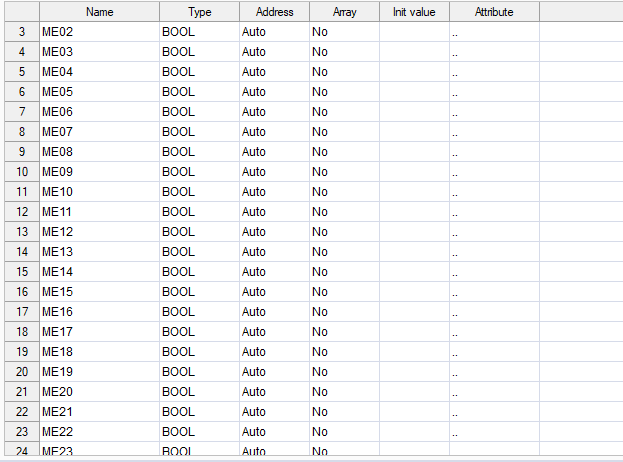 Name Type Address Array Init value Attribute
3 ME02 BOOL Auto No ..
4 ME03 BOOL Auto No ..
5 ME04 BOOL Auto No ..
6 ME05 BOOL Auto No ..
7 ME06 BOOL Auto No ..
8 ME07 BOOL Auto No ..
9 ME08 BOOL Auto No ..
10 ME09 BOOL Auto No ..
11 ME10 BOOL Auto No ..
12 ME11 BOOL Auto No ..
13 ME12 BOOL Auto No ..
14 ME13 BOOL Auto No ..
15 ME14 BOOL Auto No ..
16 ME15 BOOL Auto No ..
17 ME16 BOOL Auto No ..
18 ME17 BOOL Auto No ..
19 ME18 BOOL Auto No ..
20 ME19 BOOL Auto No ..
21 ME20 BOOL Auto No ..
22 ME21 BOOL Auto No ..
23 ME22 BOOL Auto No ..
24 ME23 BOOL Auto No